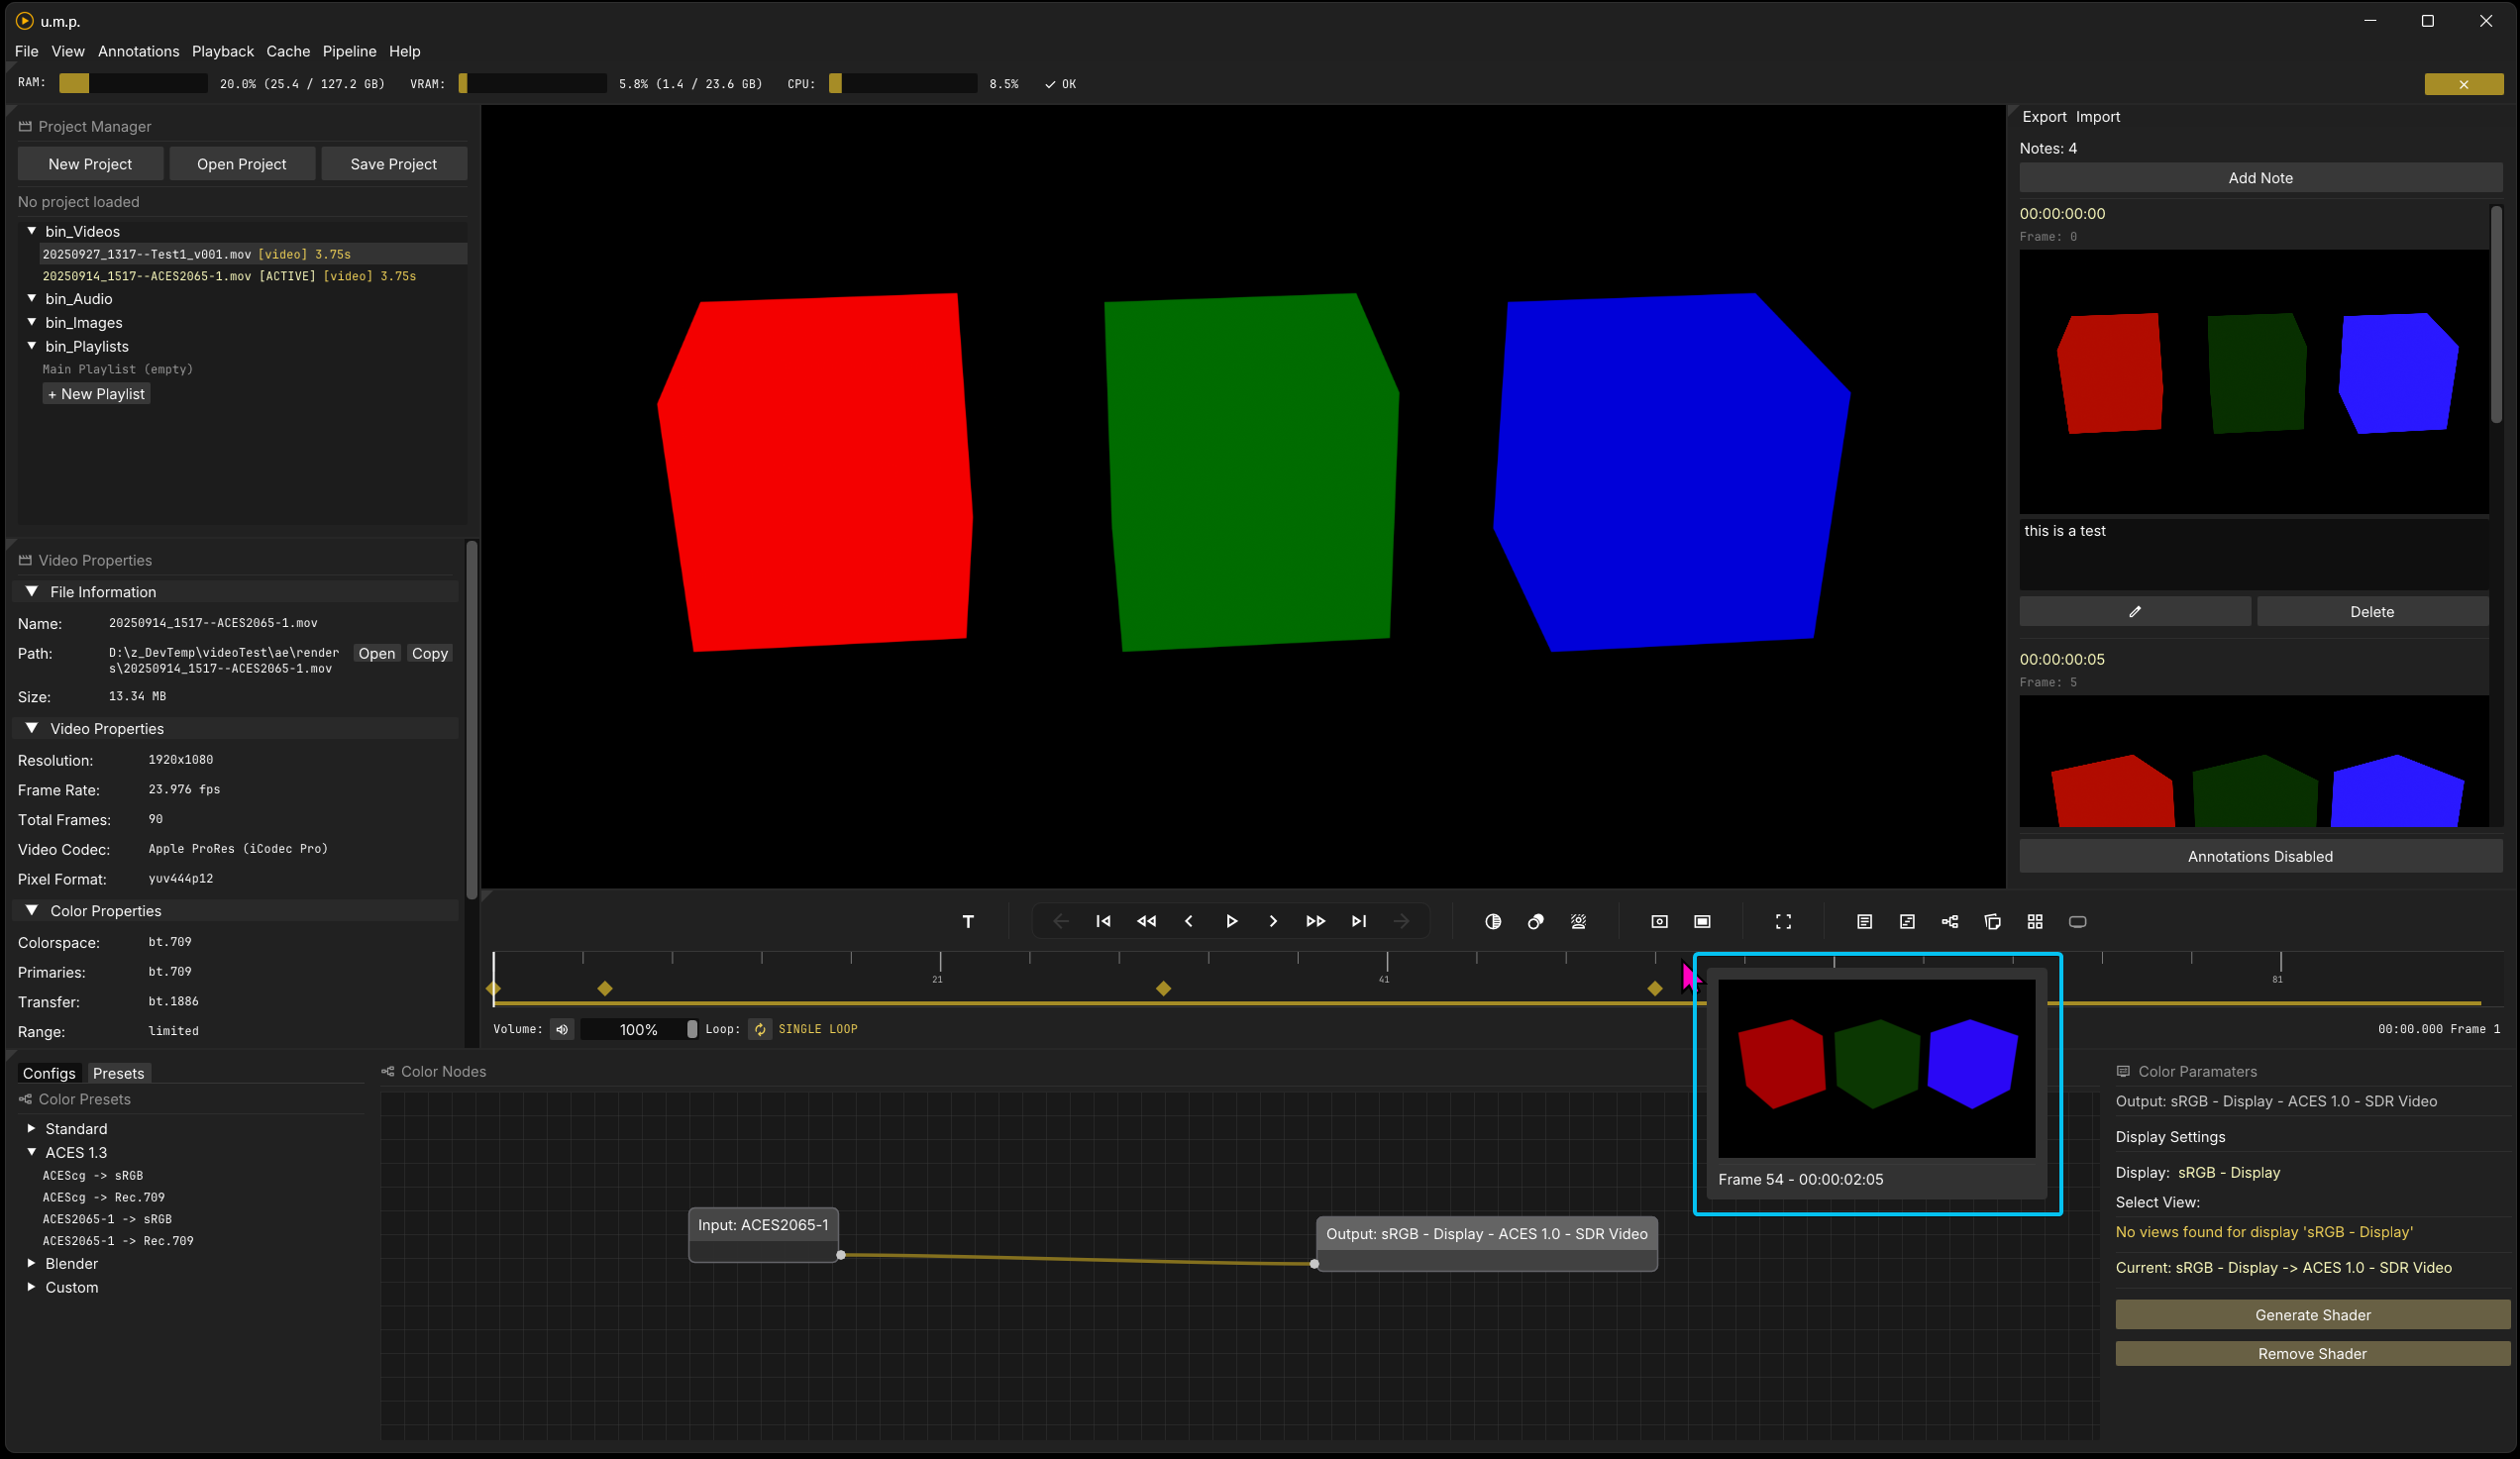 u.m.p.
File View Annotations Playback Cache Pipeline Help
RAM: 20.0% (25.4 / 127.2 GB) VRAM: 5.8% (1.4 / 23.6 GB) CPU: 8.5% OK
Project Manager
New Project Open Project Save Project
No project loaded
bin_Videos
20250927_1317--Test1_v001.mov [video] 3.75s
20250914_1517--ACES2065-1.mov [ACTIVE] [video] 3.75s
bin_Audio
bin_Images
bin_Playlists
Main Playlist (empty)
+ New Playlist
Video Properties
File Information
Name: 20250914_1517--ACES2065-1.mov
Path: D:\z_DevTemp\videoTest\ae\render
s\20250914_1517--ACES2065-1.mov
Open Copy
Size: 13.34 MB
Video Properties
Resolution: 1920x1080
Frame Rate: 23.976 fps
Total Frames: 90
Video Codec: Apple ProRes (iCodec Pro)
Pixel Format: yuv444p12
Color Properties
Colorspace: bt.709
Primaries: bt.709
Transfer: bt.1886
Range: limited
Export Import
Notes: 4
Add Note
00:00:00:00
Frame: 0
this is a test
Delete
00:00:00:05
Frame: 5
Annotations Disabled
T
21 41 81
Volume: 100% Loop: SINGLE LOOP
00:00.000 Frame 1
Frame 54 - 00:00:02:05
Configs Presets
Color Presets
Standard
ACES 1.3
ACEScg -> sRGB
ACEScg -> Rec.709
ACES2065-1 -> sRGB
ACES2065-1 -> Rec.709
Blender
Custom
Color Nodes
Input: ACES2065-1
Output: sRGB - Display - ACES 1.0 - SDR Video
Color Paramaters
Output: sRGB - Display - ACES 1.0 - SDR Video
Display Settings
Display: sRGB - Display
Select View:
No views found for display 'sRGB - Display'
Current: sRGB - Display -> ACES 1.0 - SDR Video
Generate Shader
Remove Shader